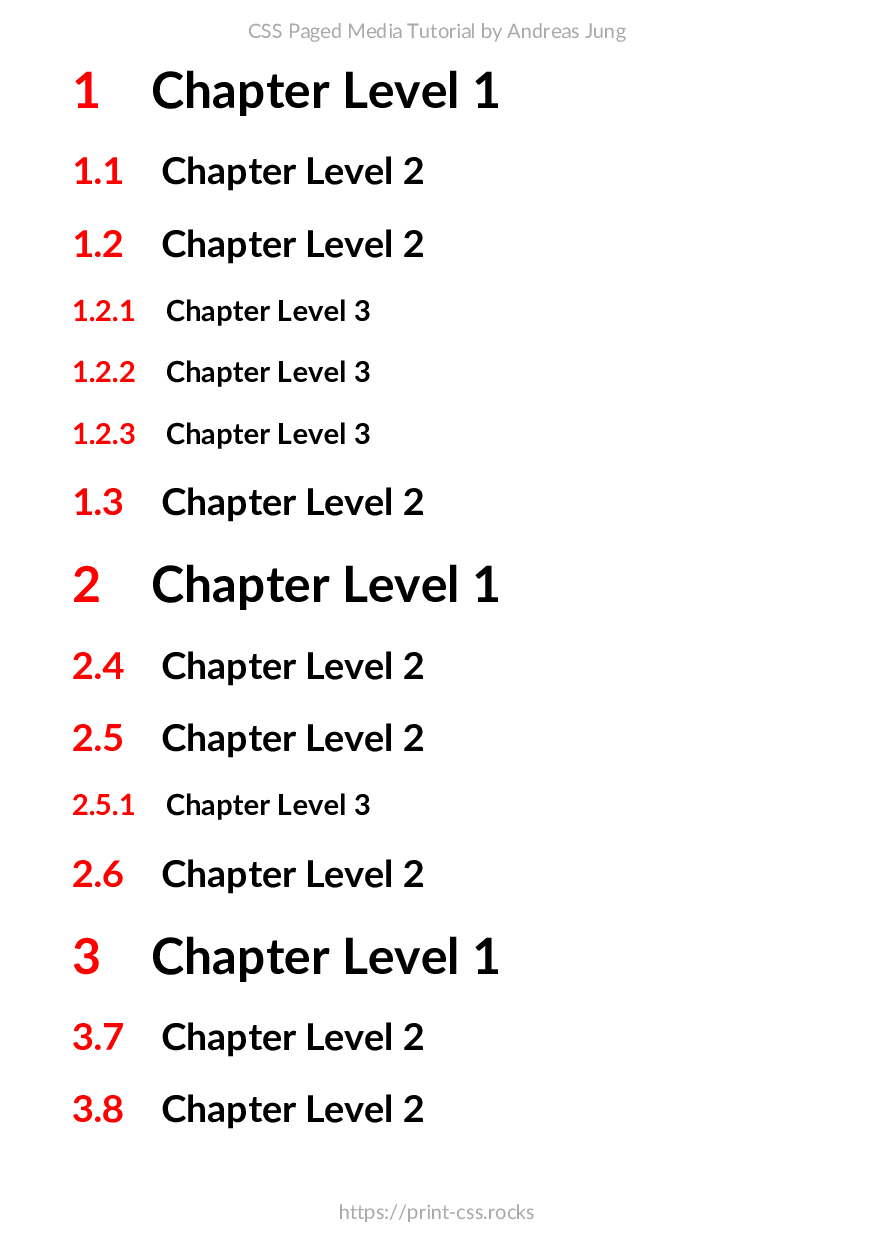 CSS Paged Media Tutorial by Andreas Jung
1 Chapter Level 1
1.1 Chapter Level 2
1.2 Chapter Level 2
1.2.1 Chapter Level 3
1.2.2 Chapter Level 3
1.2.3 Chapter Level 3
1.3 Chapter Level 2
2 Chapter Level 1
2.4 Chapter Level 2
2.5 Chapter Level 2
2.5.1 Chapter Level 3
2.6 Chapter Level 2
3 Chapter Level 1
3.7 Chapter Level 2
3.8 Chapter Level 2
https://print-css.rocks